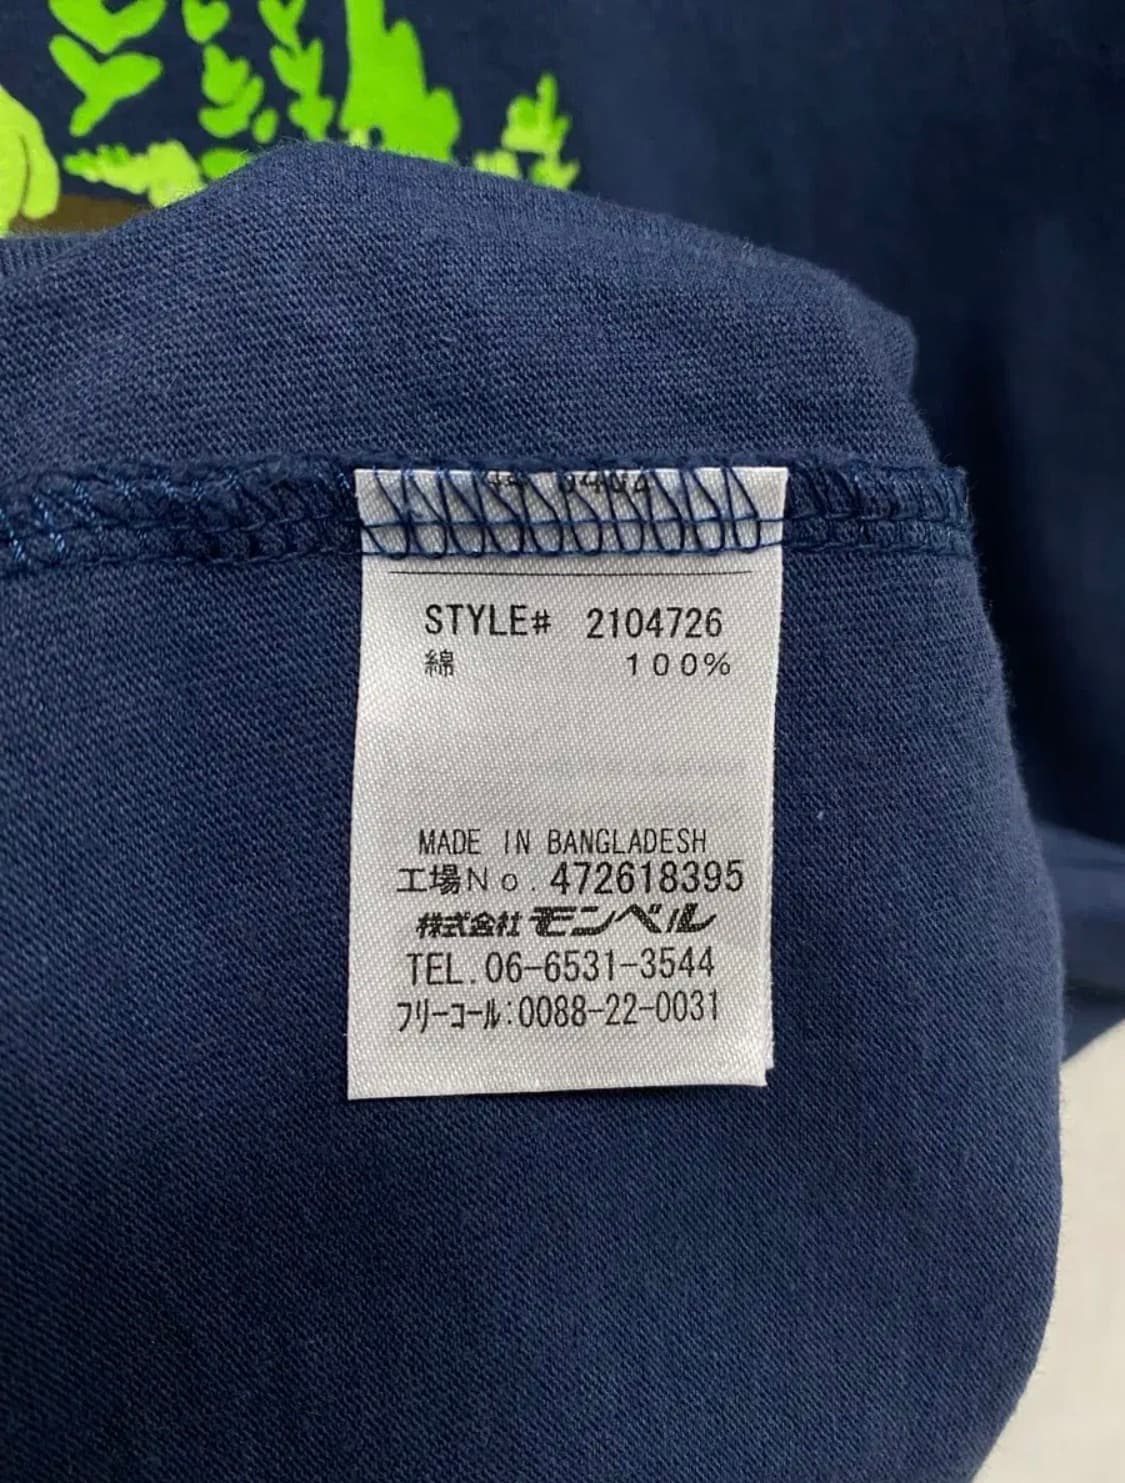 STYLE# 2104726
綿 100%
MADE IN BANGLADESH
工場No.472618395
株式会社モンベル
TEL.06-6531-3544
フリーコール:0088-22-0031